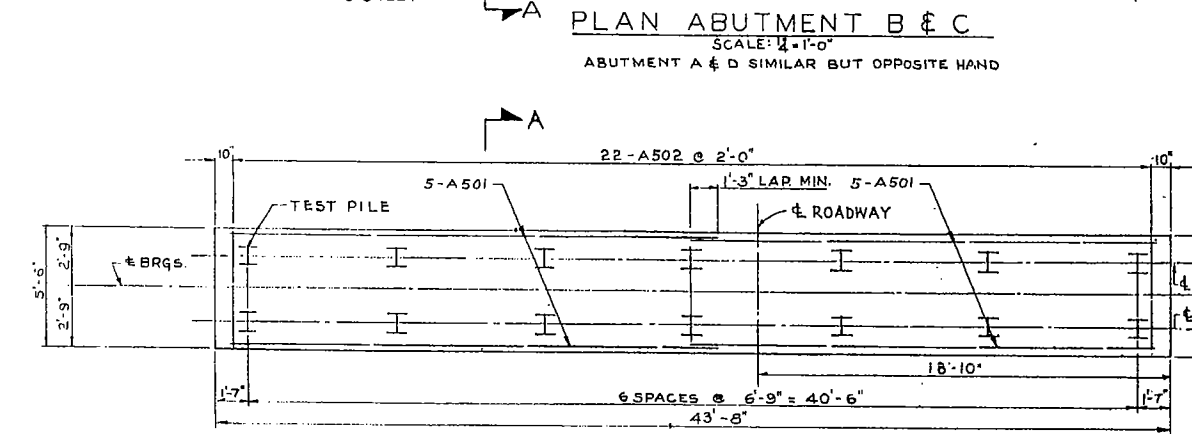 A
PLAN ABUTMENT B & C
SCALE: ¼"=1'-0"
ABUTMENT A & D SIMILAR BUT OPPOSITE HAND
A
10"
22-A502 @ 2'-0"
10"
5-A501
1'-3" LAP. MIN.
5-A501
TEST PILE
℄ ROADWAY
℄ BRGS.
5'-6"
2'-9"
2'-9"
18'-10"
1'-7"
6 SPACES @ 6'-9" = 40'-6"
1'-7"
43'-8"